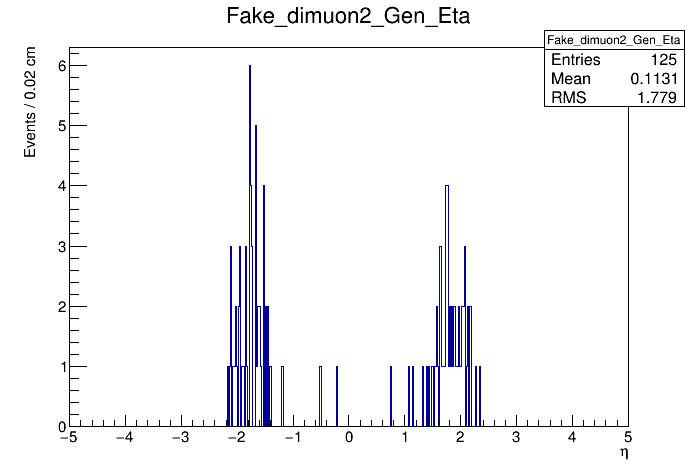 Fake_dimuon2_Gen_Eta
Fake_dimuon2_Gen_Eta
Entries 125
Mean 0.1131
RMS 1.779
Events / 0.02 cm
6
5
4
3
2
1
0
−5 −4 −3 −2 −1 0 1 2 3 4 5
η